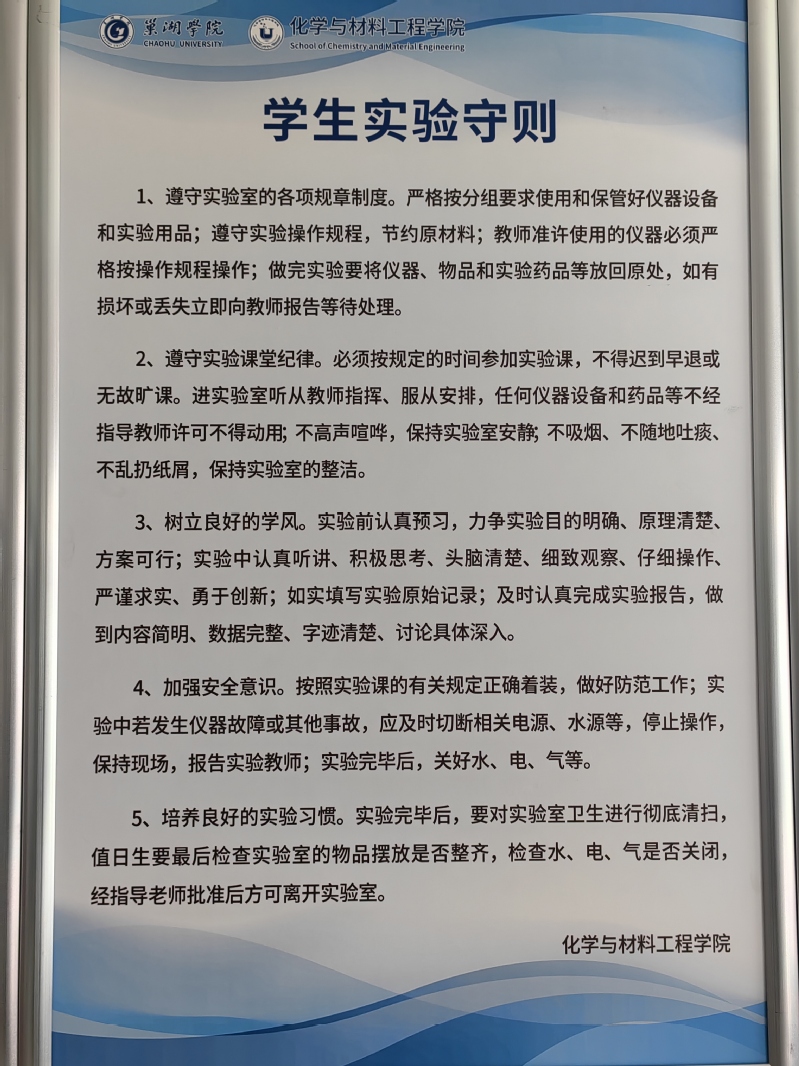 巢湖学院
CHAOHU UNIVERSITY
化学与材料工程学院
School of Chemistry and Material Engineering
学生实验守则
1、遵守实验室的各项规章制度。严格按分组要求使用和保管好仪器设备
和实验用品；遵守实验操作规程，节约原材料；教师准许使用的仪器必须严
格按操作规程操作；做完实验要将仪器、物品和实验药品等放回原处，如有
损坏或丢失立即向教师报告等待处理。
2、遵守实验课堂纪律。必须按规定的时间参加实验课，不得迟到早退或
无故旷课。进实验室听从教师指挥、服从安排，任何仪器设备和药品等不经
指导教师许可不得动用；不高声喧哗，保持实验室安静；不吸烟、不随地吐痰、
不乱扔纸屑，保持实验室的整洁。
3、树立良好的学风。实验前认真预习，力争实验目的明确、原理清楚、
方案可行；实验中认真听讲、积极思考、头脑清楚、细致观察、仔细操作、
严谨求实、勇于创新；如实填写实验原始记录；及时认真完成实验报告，做
到内容简明、数据完整、字迹清楚、讨论具体深入。
4、加强安全意识。按照实验课的有关规定正确着装，做好防范工作；实
验中若发生仪器故障或其他事故，应及时切断相关电源、水源等，停止操作，
保持现场，报告实验教师；实验完毕后，关好水、电、气等。
5、培养良好的实验习惯。实验完毕后，要对实验室卫生进行彻底清扫，
值日生要最后检查实验室的物品摆放是否整齐，检查水、电、气是否关闭，
经指导老师批准后方可离开实验室。
化学与材料工程学院